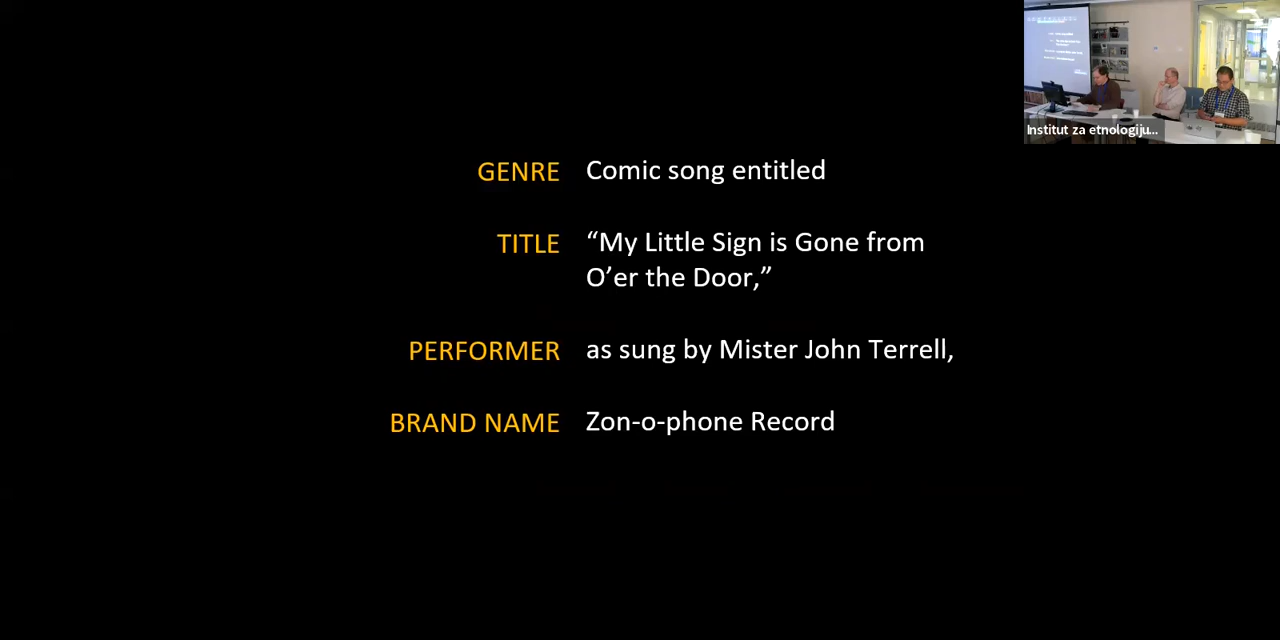 Institut za etnologiju...
GENRE Comic song entitled
TITLE “My Little Sign is Gone from
O’er the Door,”
PERFORMER as sung by Mister John Terrell,
BRAND NAME Zon-o-phone Record